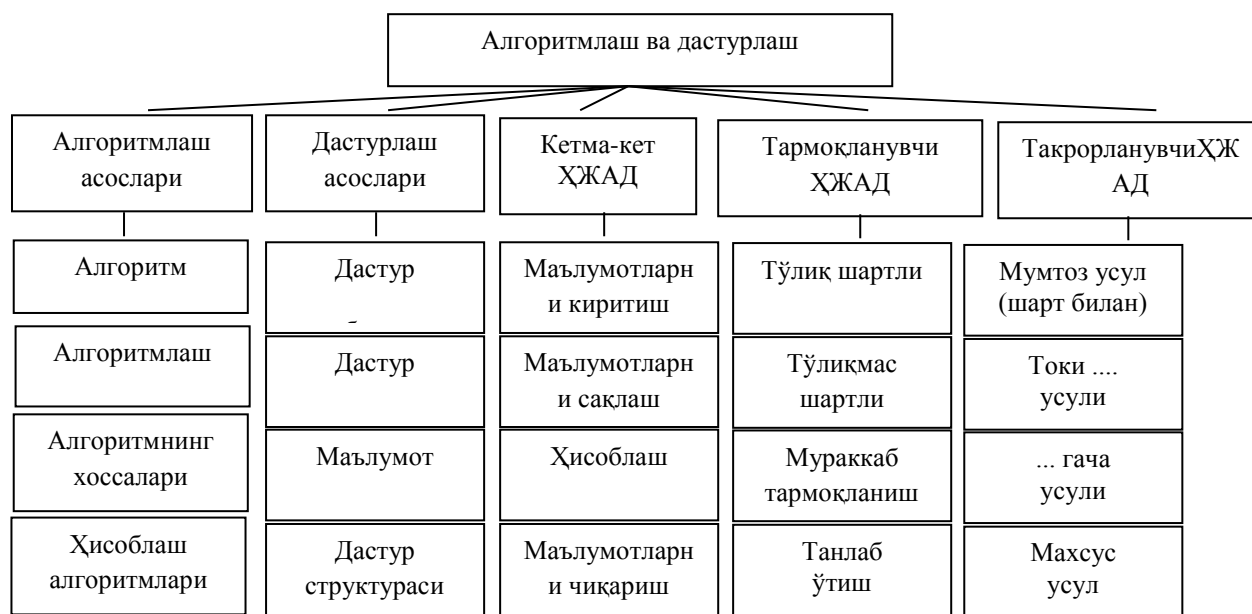 Алгоритмлаш ва дастурлаш
Алгоритмлаш
асослари
Дастурлаш
асослари
Кетма-кет
ҲЖАД
Тармоқланувчи
ҲЖАД
ТакрорланувчиҲЖ
АД
Алгоритм
Дастур
Маълумотларн
и киритиш
Тўлиқ шартли
Мумтоз усул
(шарт билан)
Алгоритмлаш
Дастур
Маълумотларн
и сақлаш
Тўлиқмас
шартли
Токи ....
усули
Алгоритмнинг
хоссалари
Маълумот
Ҳисоблаш
Мураккаб
тармоқланиш
... гача
усули
Ҳисоблаш
алгоритмлари
Дастур
структураси
Маълумотларн
и чиқариш
Танлаб
ўтиш
Махсус
усул